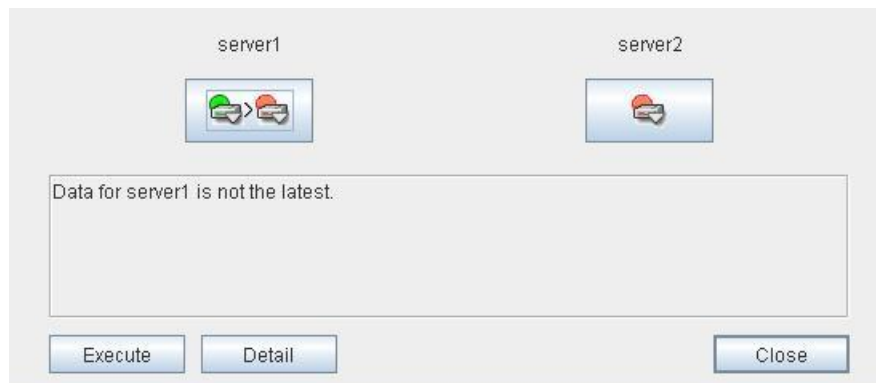 server1
server2
>
Data for server1 is not the latest.
Execute
Detail
Close